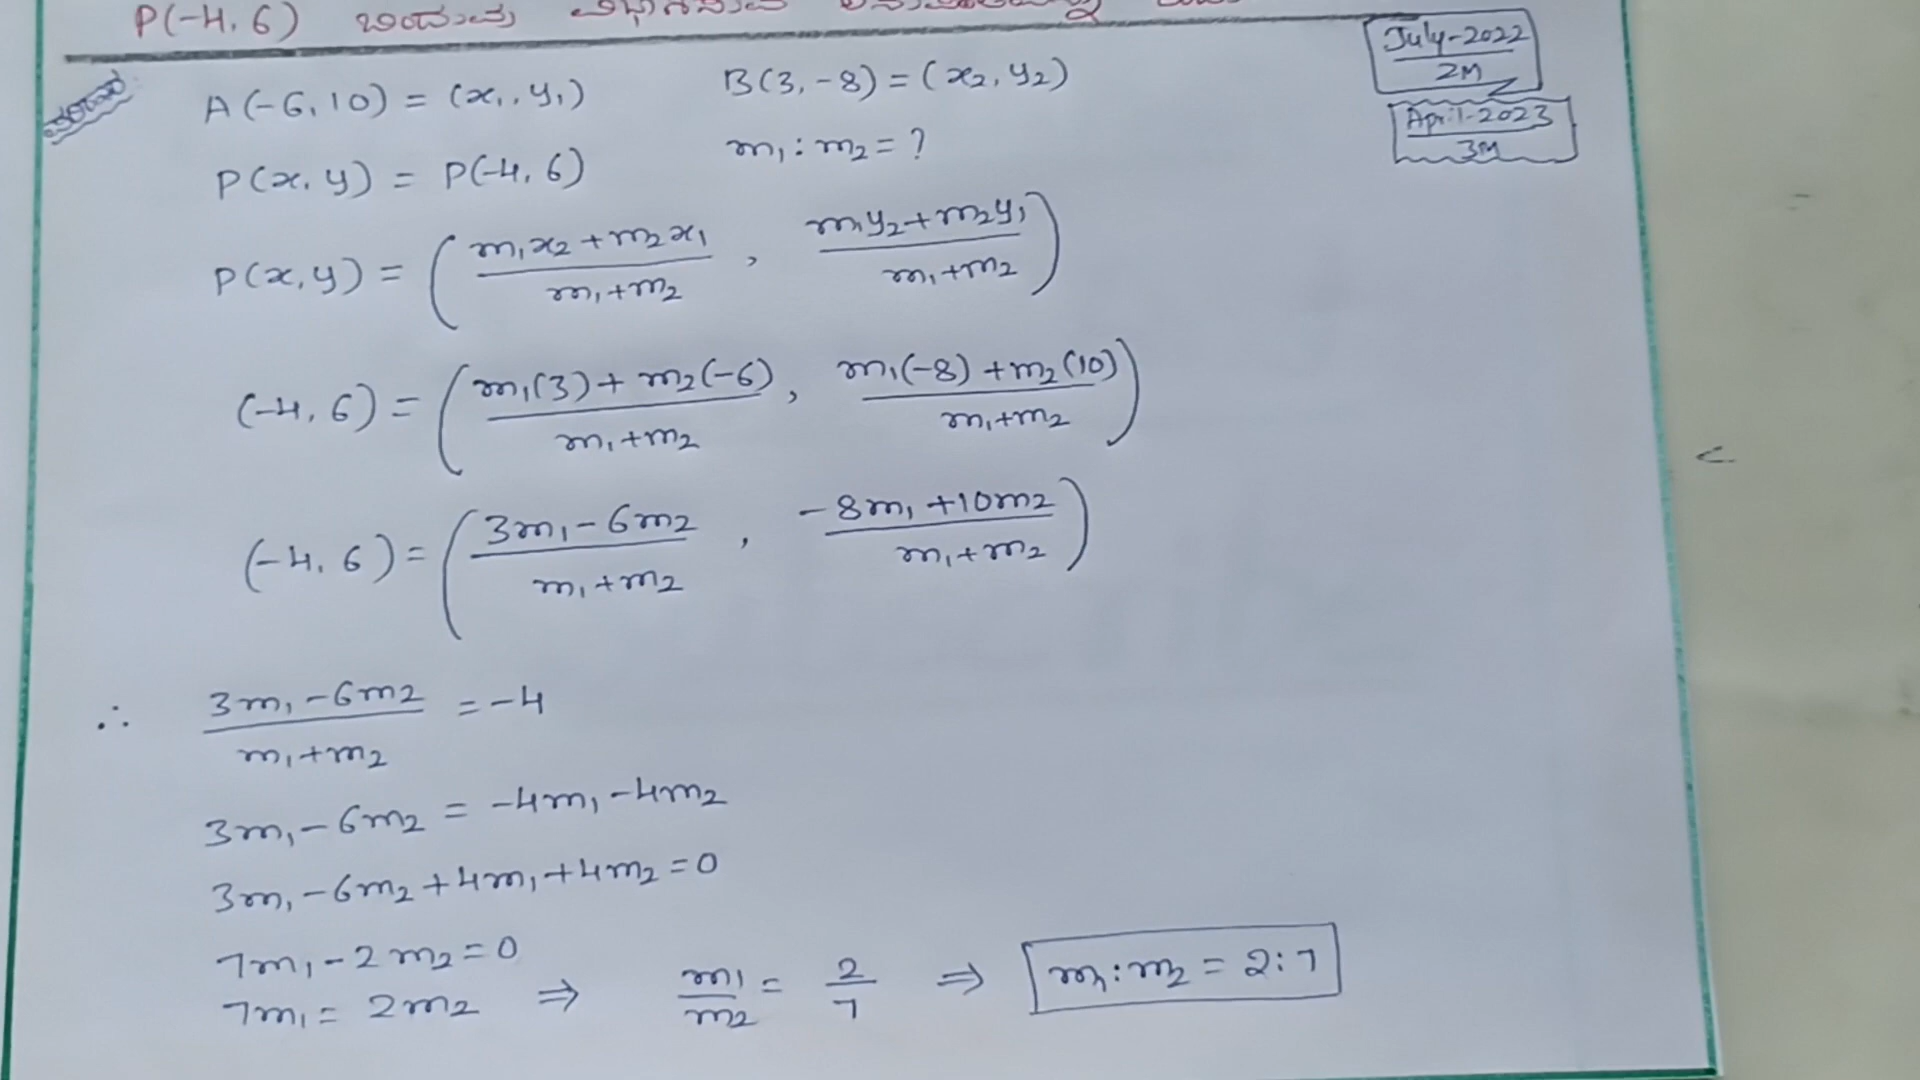 P(-4,6) ಬಿಂದುವು
July-2022
2M
April-2023
3M
A(-6,10) = (x₁, y₁) B(3,-8) = (x₂, y₂)
P(x,y) = P(-4,6) m₁ : m₂ = ?
P(x,y) = ( (m₁x₂ + m₂x₁)/(m₁+m₂) , (m₁y₂ + m₂y₁)/(m₁+m₂) )
(-4,6) = ( (m₁(3) + m₂(-6))/(m₁+m₂) , (m₁(-8) + m₂(10))/(m₁+m₂) )
(-4,6) = ( (3m₁ - 6m₂)/(m₁+m₂) , (-8m₁ + 10m₂)/(m₁+m₂) )
∴ (3m₁ - 6m₂)/(m₁+m₂) = -4
3m₁ - 6m₂ = -4m₁ - 4m₂
3m₁ - 6m₂ + 4m₁ + 4m₂ = 0
7m₁ - 2m₂ = 0
7m₁ = 2m₂ ⇒ m₁/m₂ = 2/7 ⇒ m₁ : m₂ = 2:7